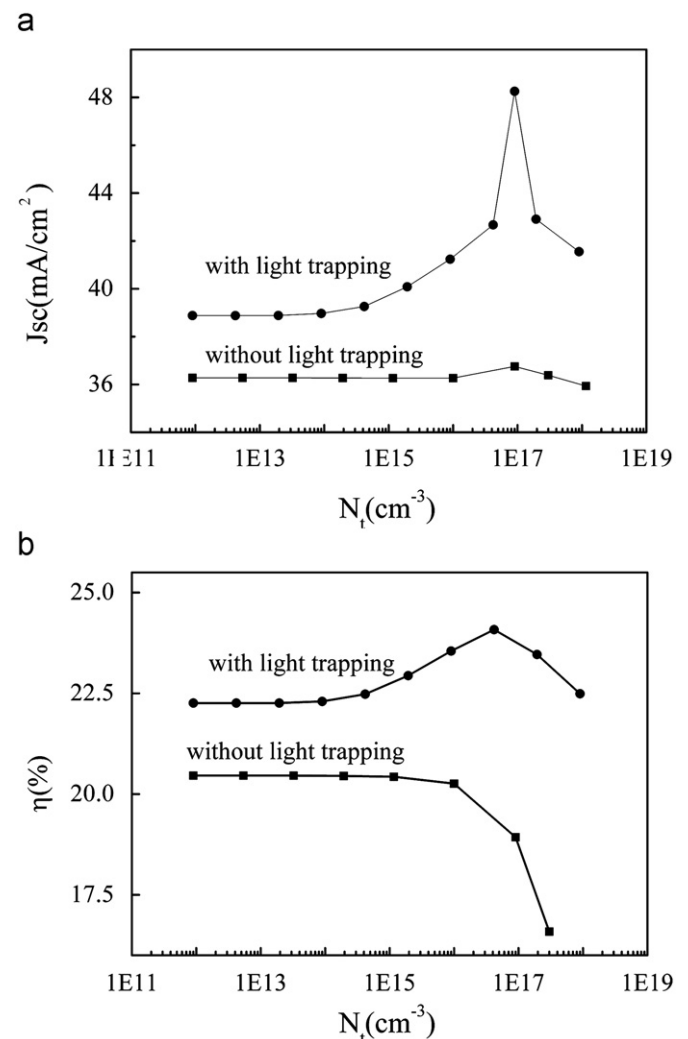 a
48
44
40
36
Jsc(mA/cm²)
with light trapping
without light trapping
1E11 1E13 1E15 1E17 1E19
Nₜ(cm⁻³)
b
25.0
22.5
20.0
17.5
η(%)
with light trapping
without light trapping
1E11 1E13 1E15 1E17 1E19
Nₜ(cm⁻³)